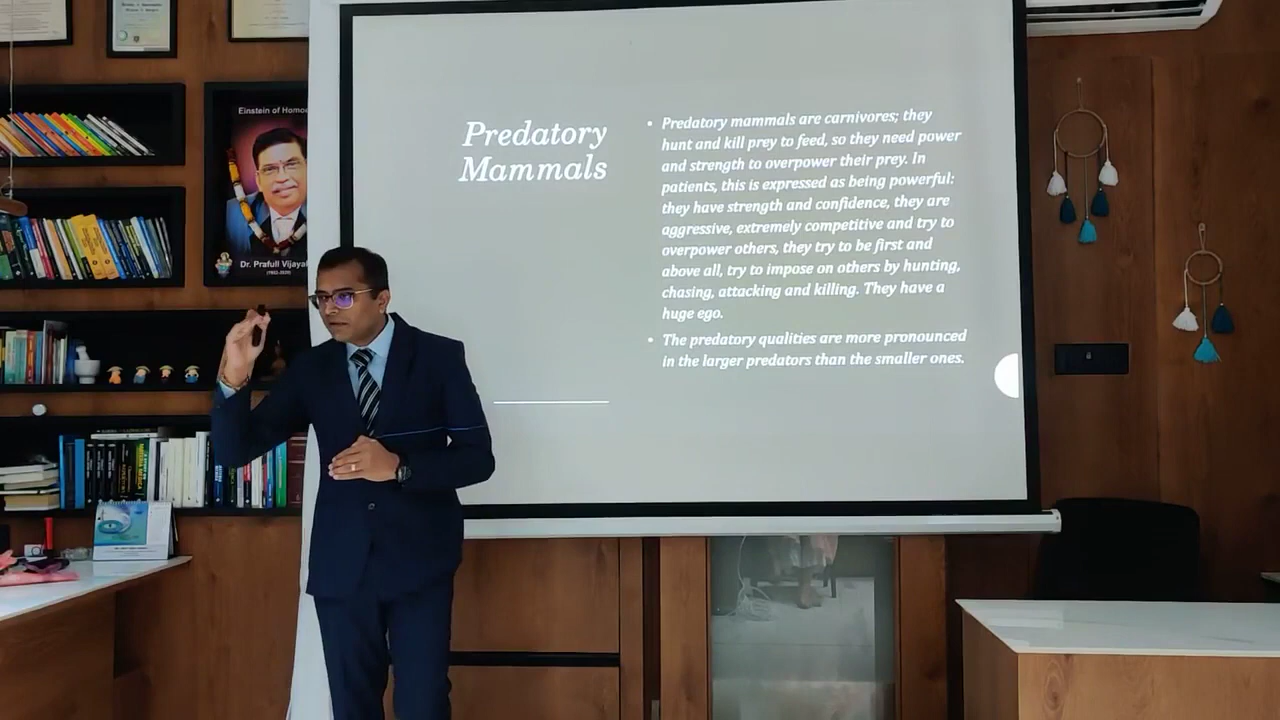 Einstein of Homoe
Dr. Prafull Vijayak
Predatory
Mammals
• Predatory mammals are carnivores; they
hunt and kill prey to feed, so they need power
and strength to overpower their prey. In
patients, this is expressed as being powerful:
they have strength and confidence, they are
aggressive, extremely competitive and try to
overpower others, they try to be first and
above all, try to impose on others by hunting,
chasing, attacking and killing. They have a
huge ego.
• The predatory qualities are more pronounced
in the larger predators than the smaller ones.